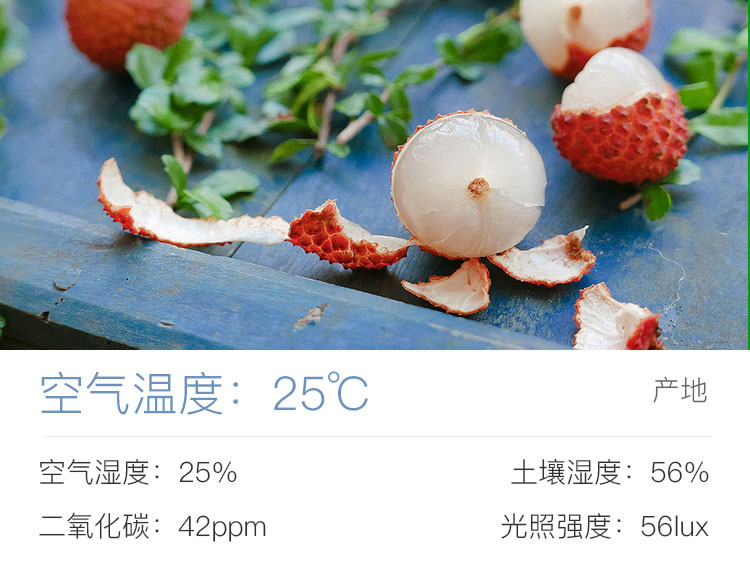 空气温度：25℃
产地
空气湿度：25%
土壤湿度：56%
二氧化碳：42ppm
光照强度：56lux